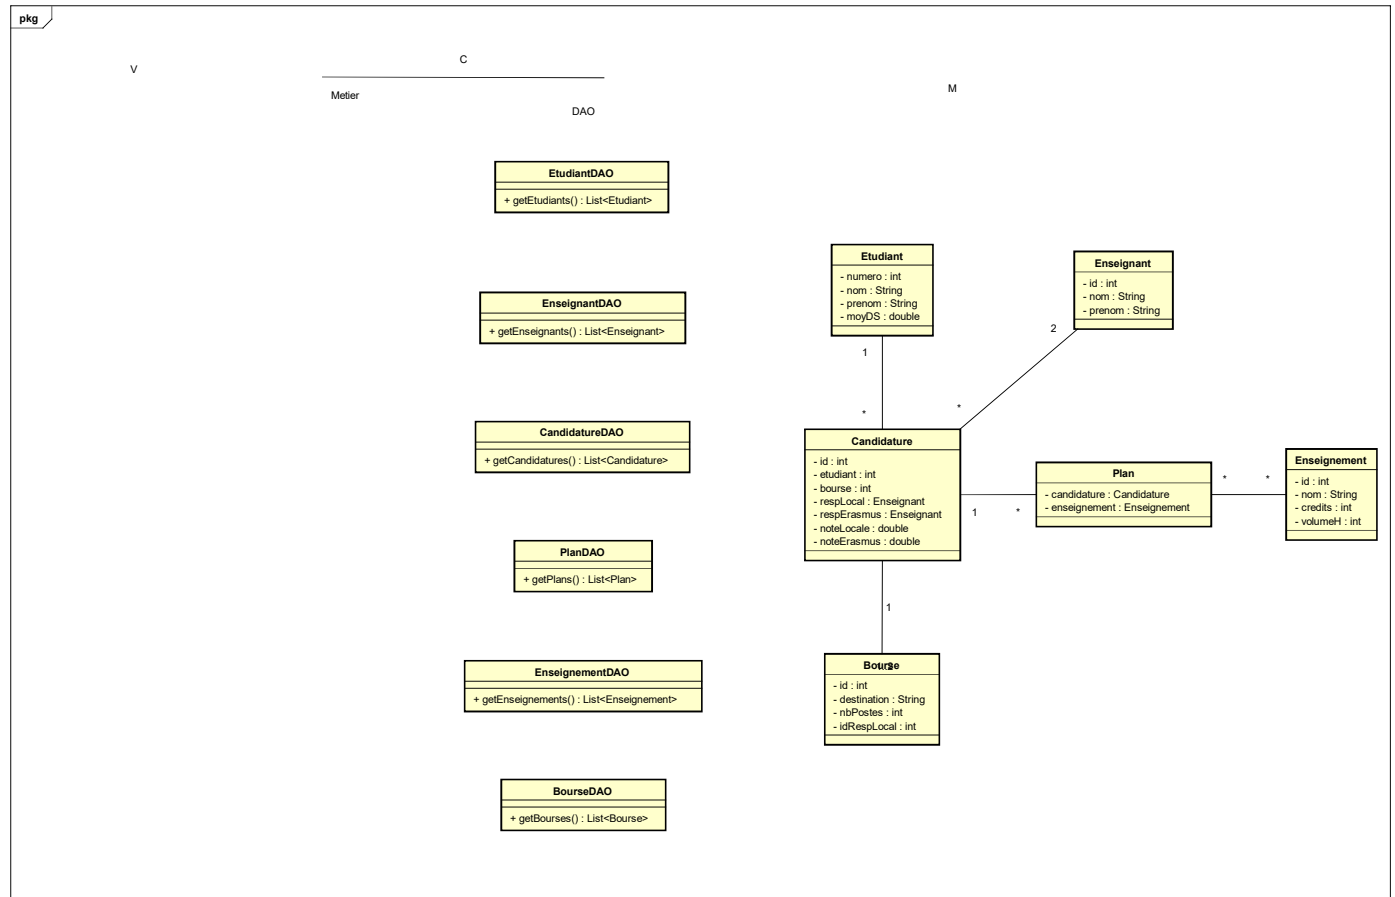 pkg
V
C
Metier
DAO
M
EtudiantDAO
+ getEtudiants() : List<Etudiant>
EnseignantDAO
+ getEnseignants() : List<Enseignant>
CandidatureDAO
+ getCandidatures() : List<Candidature>
PlanDAO
+ getPlans() : List<Plan>
EnseignementDAO
+ getEnseignements() : List<Enseignement>
BourseDAO
+ getBourses() : List<Bourse>
Etudiant
- numero : int
- nom : String
- prenom : String
- moyDS : double
1
*
Enseignant
- id : int
- nom : String
- prenom : String
2
*
Candidature
- id : int
- etudiant : int
- bourse : int
- respLocal : Enseignant
- respErasmus : Enseignant
- noteLocale : double
- noteErasmus : double
1
*
Plan
- candidature : Candidature
- enseignement : Enseignement
*
*
Enseignement
- id : int
- nom : String
- credits : int
- volumeH : int
1
Bourse
- id : int
- destination : String
- nbPostes : int
- idRespLocal : int